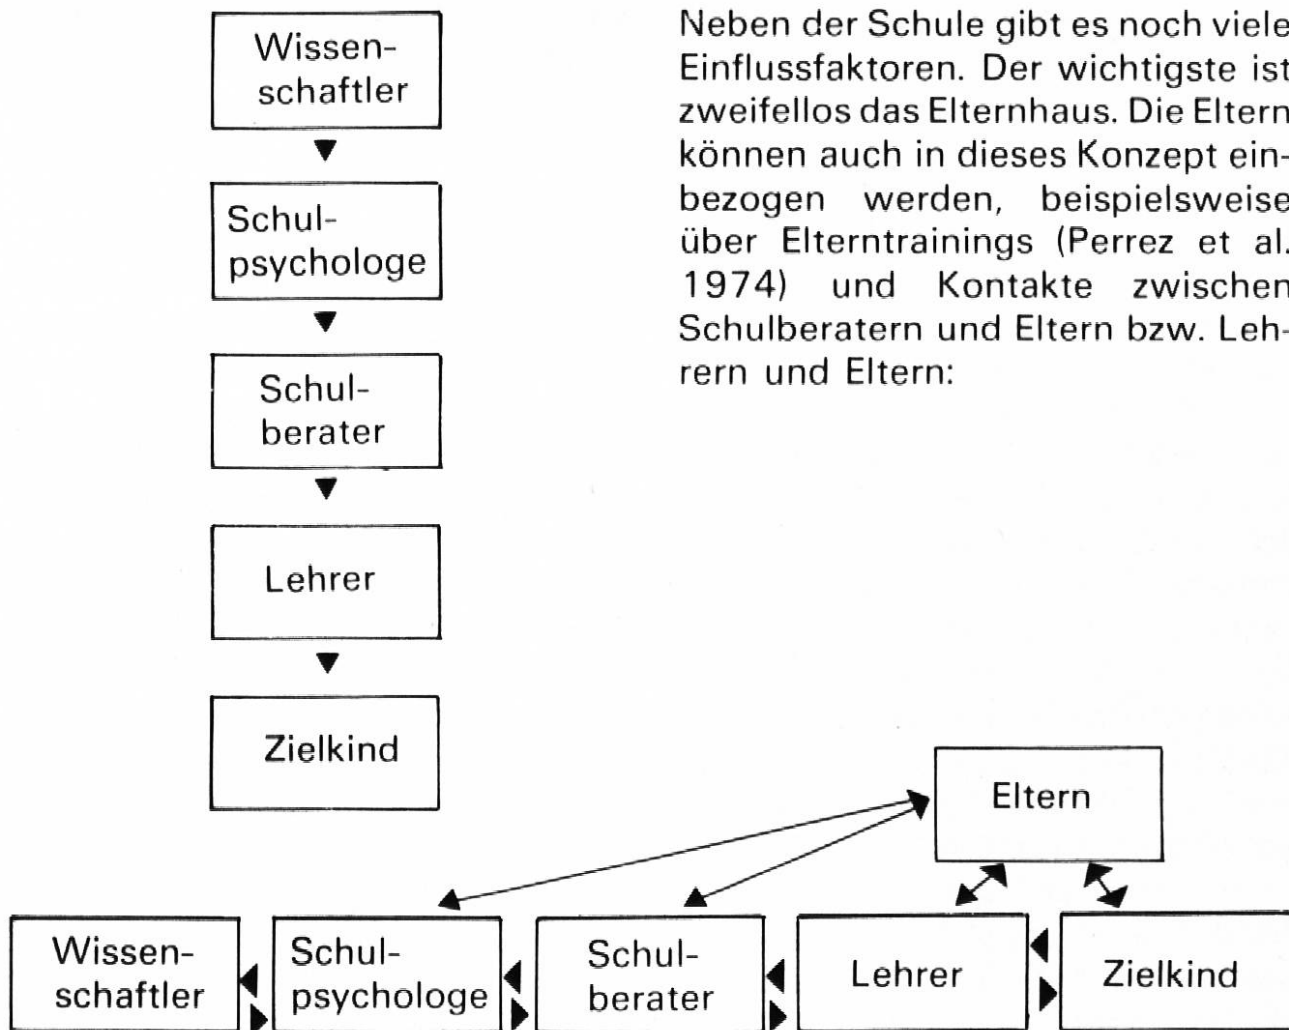 Wissen-
schaftler
Schul-
psychologe
Schul-
berater
Lehrer
Zielkind
Neben der Schule gibt es noch viele
Einflussfaktoren. Der wichtigste ist
zweifellos das Elternhaus. Die Eltern
können auch in dieses Konzept ein-
bezogen werden, beispielsweise
über Elterntrainings (Perrez et al.
1974) und Kontakte zwischen
Schulberatern und Eltern bzw. Leh-
rern und Eltern:
Eltern
Wissen-
schaftler
Schul-
psychologe
Schul-
berater
Lehrer
Zielkind